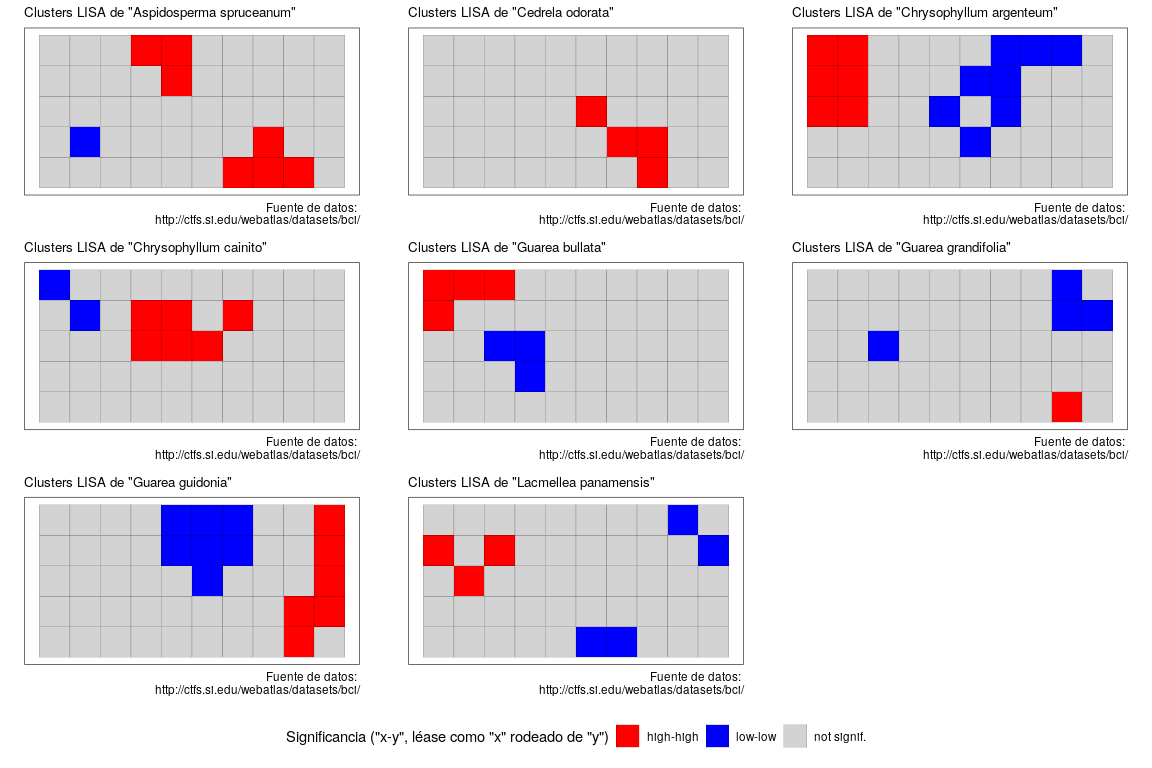 Clusters LISA de "Aspidosperma spruceanum"
Fuente de datos:
http://ctfs.si.edu/webatlas/datasets/bci/
Clusters LISA de "Cedrela odorata"
Fuente de datos:
http://ctfs.si.edu/webatlas/datasets/bci/
Clusters LISA de "Chrysophyllum argenteum"
Fuente de datos:
http://ctfs.si.edu/webatlas/datasets/bci/
Clusters LISA de "Chrysophyllum cainito"
Fuente de datos:
http://ctfs.si.edu/webatlas/datasets/bci/
Clusters LISA de "Guarea bullata"
Fuente de datos:
http://ctfs.si.edu/webatlas/datasets/bci/
Clusters LISA de "Guarea grandifolia"
Fuente de datos:
http://ctfs.si.edu/webatlas/datasets/bci/
Clusters LISA de "Guarea guidonia"
Fuente de datos:
http://ctfs.si.edu/webatlas/datasets/bci/
Clusters LISA de "Lacmellea panamensis"
Fuente de datos:
http://ctfs.si.edu/webatlas/datasets/bci/
Significancia ("x-y", léase como "x" rodeado de "y") high-high low-low not signif.